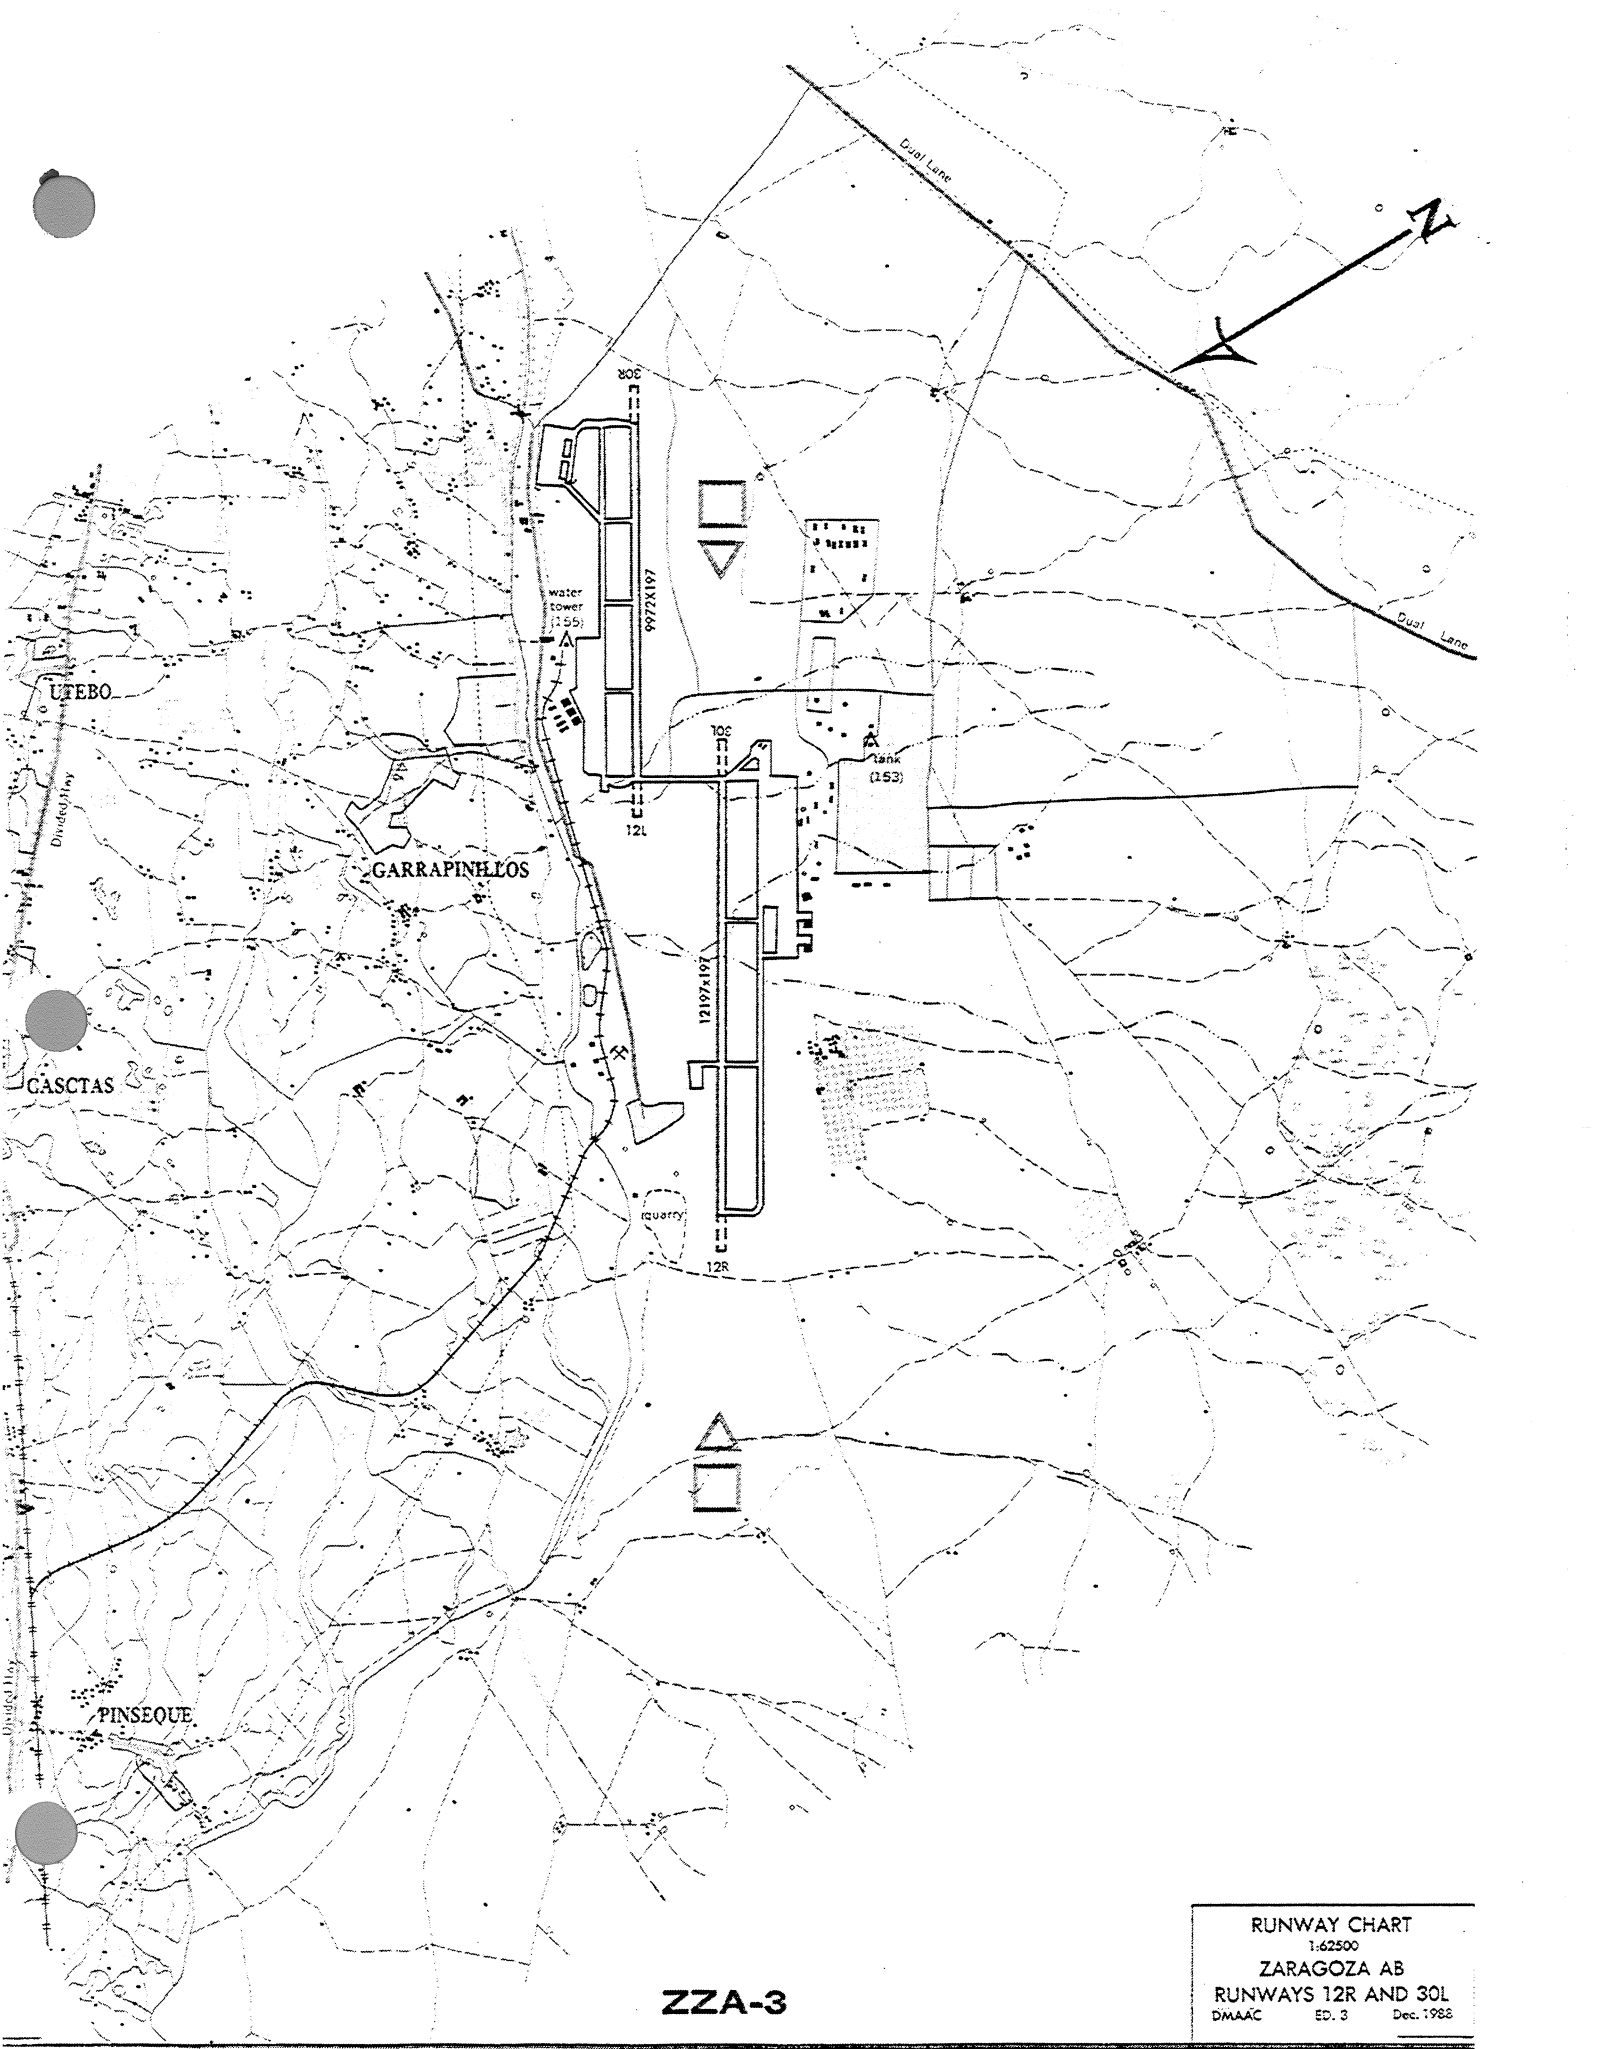 Dual Lane
N
30R
water
tower
(155)
9972X197
Dual Lane
UTEBO
30L
tank
(153)
Divided Hwy
12L
GARRAPINILLOS
12197x197
CASCTAS
quarry
12R
PINSEQUE
RUNWAY CHART
1:62500
ZARAGOZA AB
RUNWAYS 12R AND 30L
DMAAC ED. 3 Dec. 1988
ZZA-3